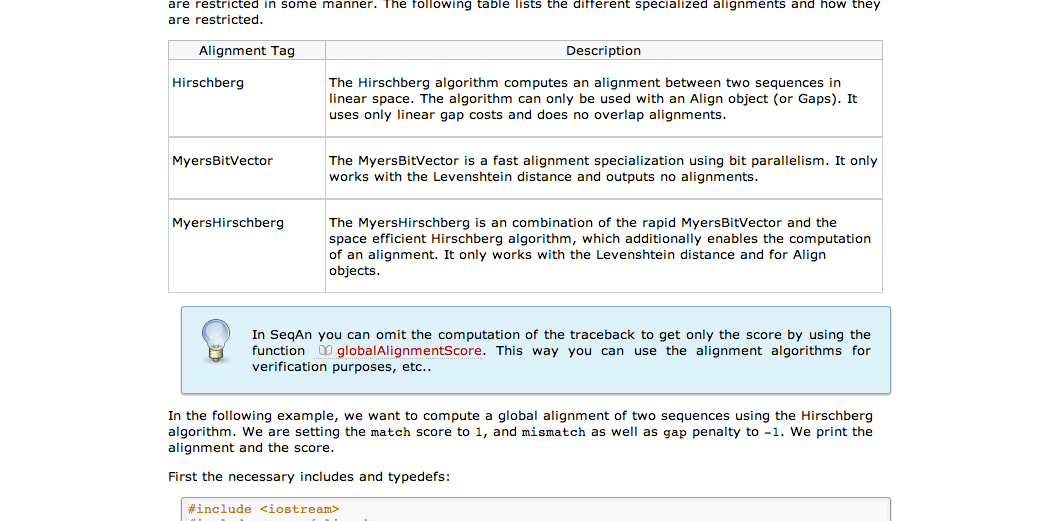 are restricted in some manner. The following table lists the different specialized alignments and how they
are restricted.
Alignment Tag Description
Hirschberg The Hirschberg algorithm computes an alignment between two sequences in
linear space. The algorithm can only be used with an Align object (or Gaps). It
uses only linear gap costs and does no overlap alignments.
MyersBitVector The MyersBitVector is a fast alignment specialization using bit parallelism. It only
works with the Levenshtein distance and outputs no alignments.
MyersHirschberg The MyersHirschberg is an combination of the rapid MyersBitVector and the
space efficient Hirschberg algorithm, which additionally enables the computation
of an alignment. It only works with the Levenshtein distance and for Align
objects.
In SeqAn you can omit the computation of the traceback to get only the score by using the
function globalAlignmentScore. This way you can use the alignment algorithms for
verification purposes, etc..
In the following example, we want to compute a global alignment of two sequences using the Hirschberg
algorithm. We are setting the match score to 1, and mismatch as well as gap penalty to -1. We print the
alignment and the score.
First the necessary includes and typedefs:
#include <iostream>